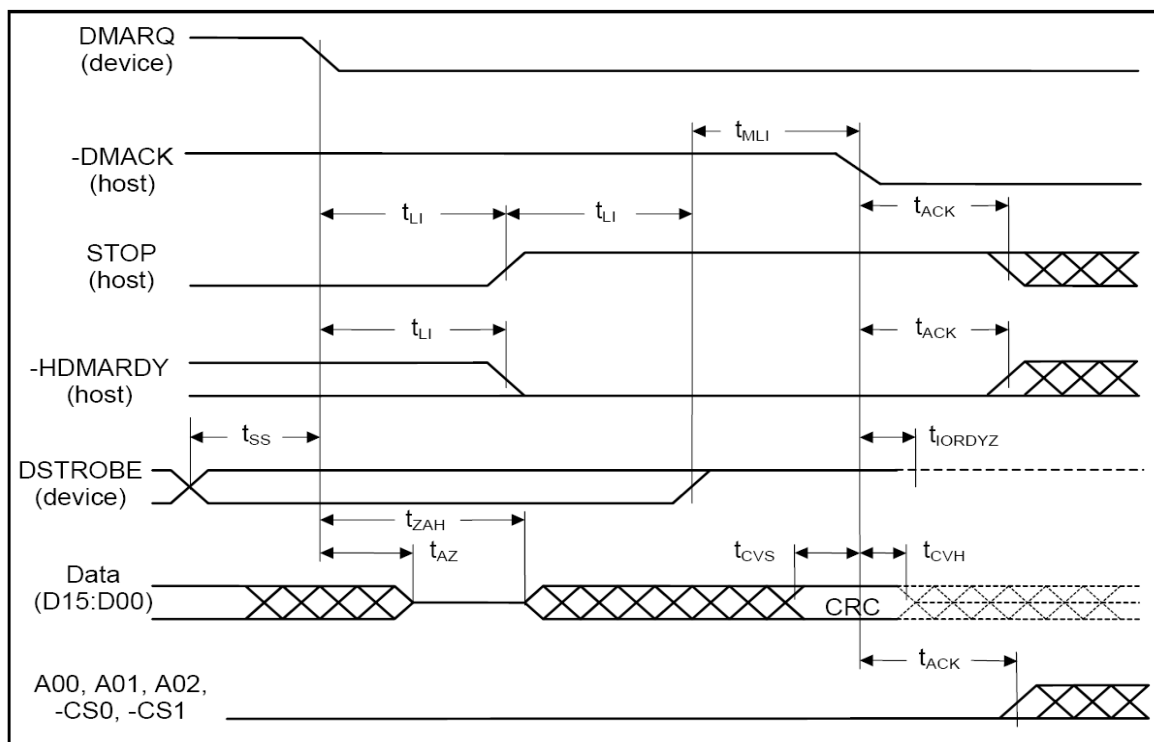 DMARQ
(device)
tMLI
-DMACK
(host)
tLI
tLI
tACK
STOP
(host)
tLI
tACK
-HDMARDY
(host)
tSS
tIORDYZ
DSTROBE
(device)
tZAH
tAZ
tCVS
tCVH
Data
(D15:D00)
CRC
tACK
A00, A01, A02,
-CS0, -CS1